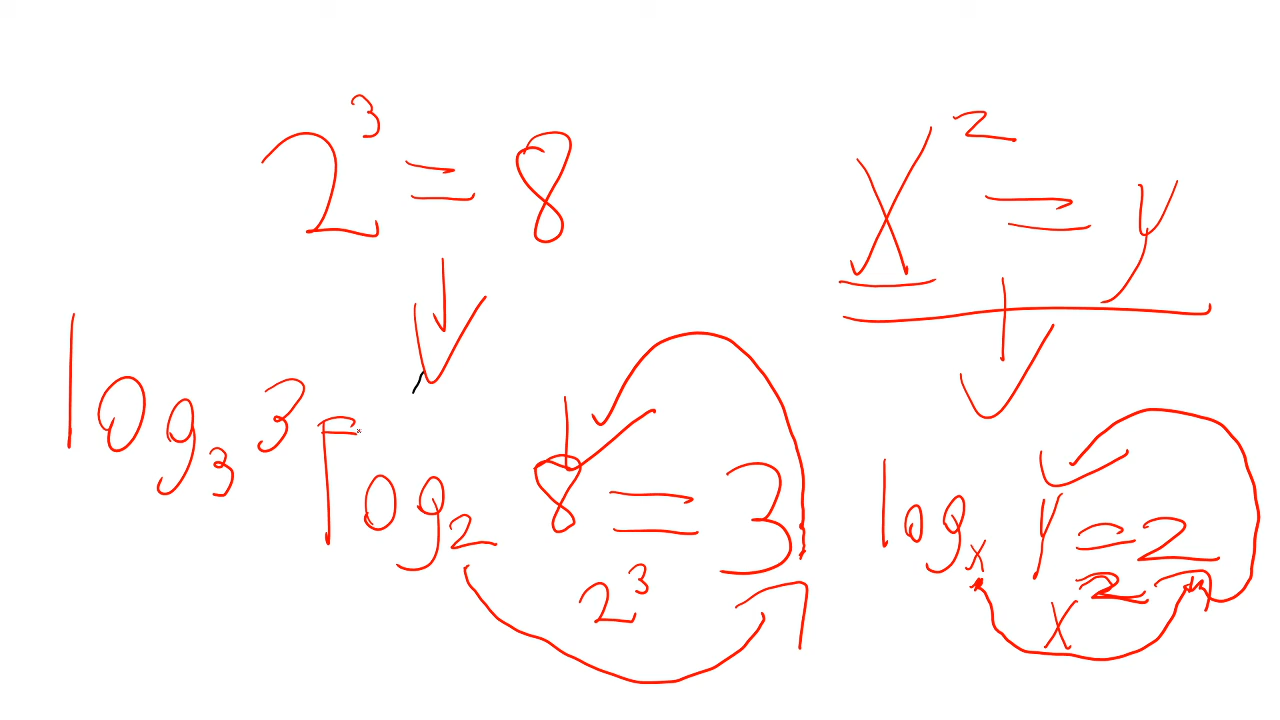 2³ = 8
x² = y
log₃ 3
log₂ 8 = 3
logₓ y = 2
2³
x²